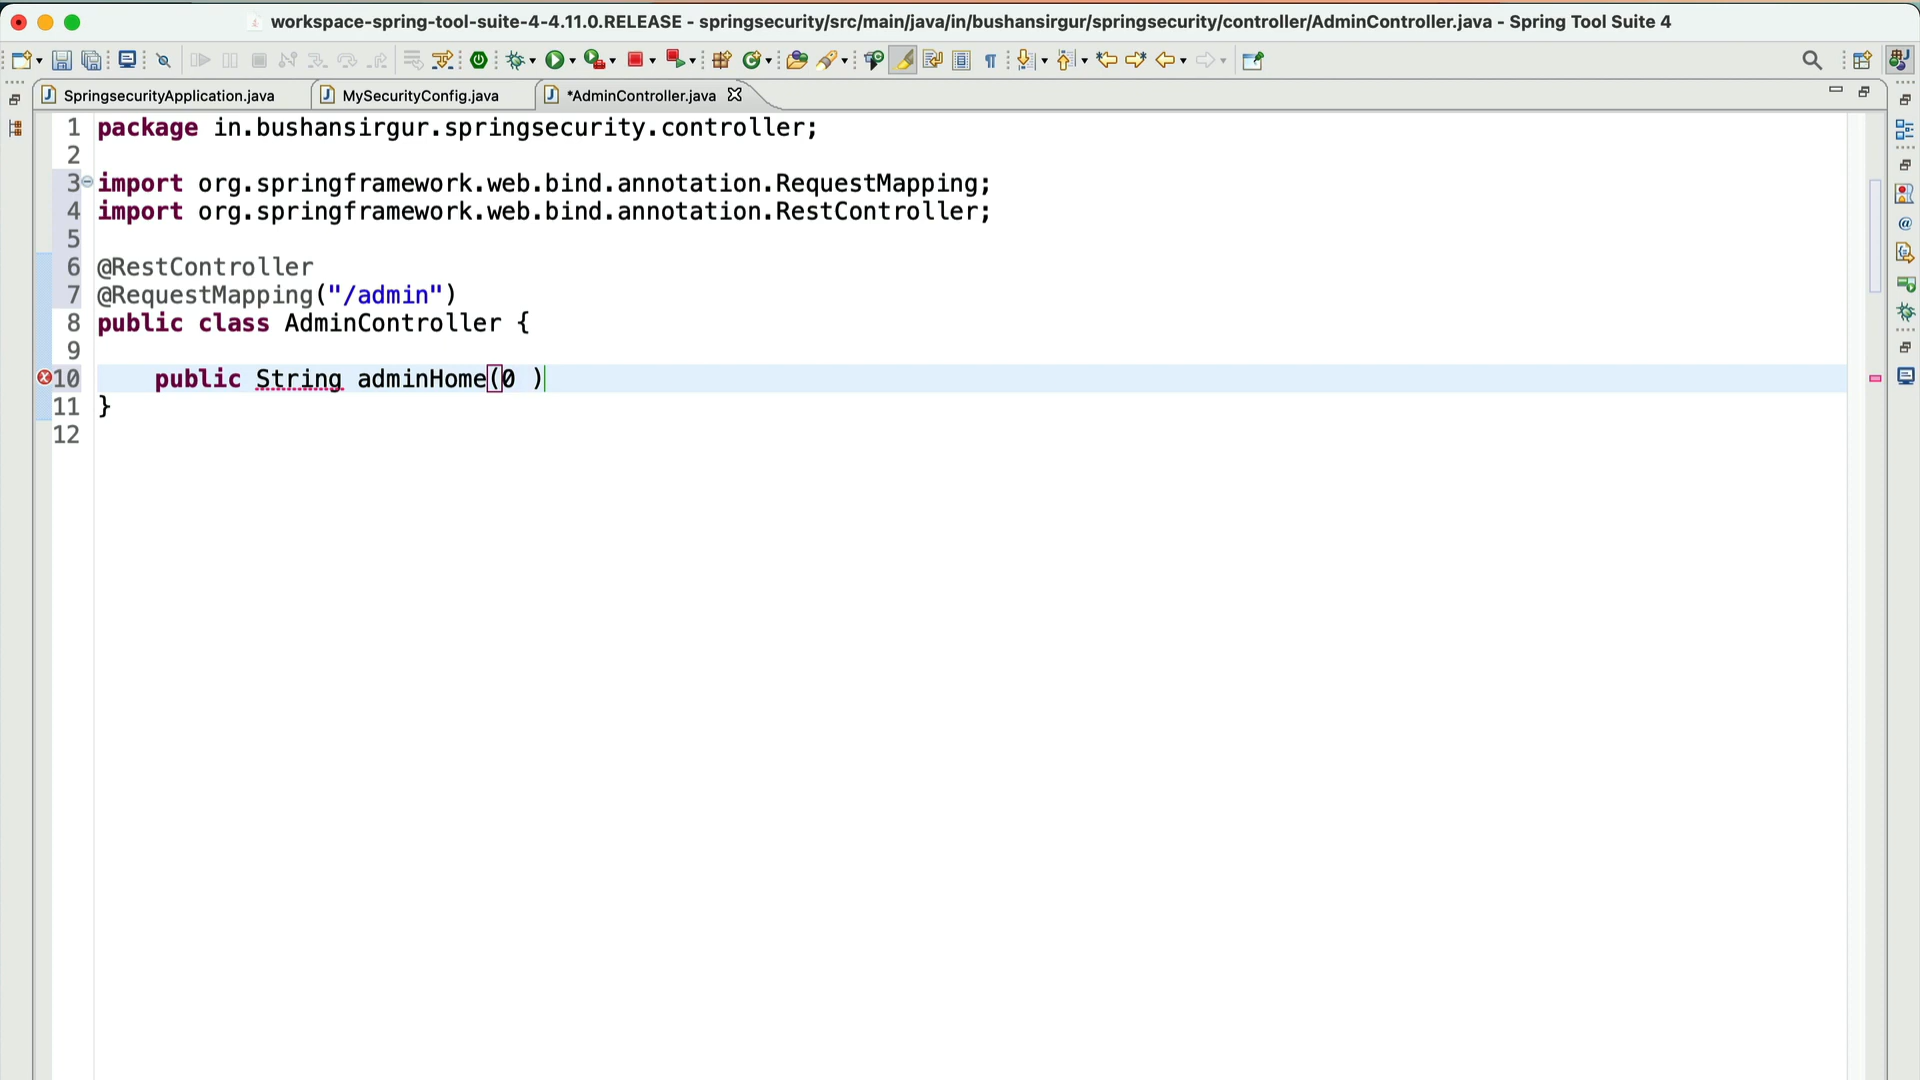 workspace-spring-tool-suite-4-4.11.0.RELEASE - springsecurity/src/main/java/in/bushansirgur/springsecurity/controller/AdminController.java - Spring Tool Suite 4
SpringsecurityApplication.java MySecurityConfig.java *AdminController.java
1 package in.bushansirgur.springsecurity.controller;
2
3 import org.springframework.web.bind.annotation.RequestMapping;
4 import org.springframework.web.bind.annotation.RestController;
5
6 @RestController
7 @RequestMapping("/admin")
8 public class AdminController {
9
10 public String adminHome(0 )
11 }
12